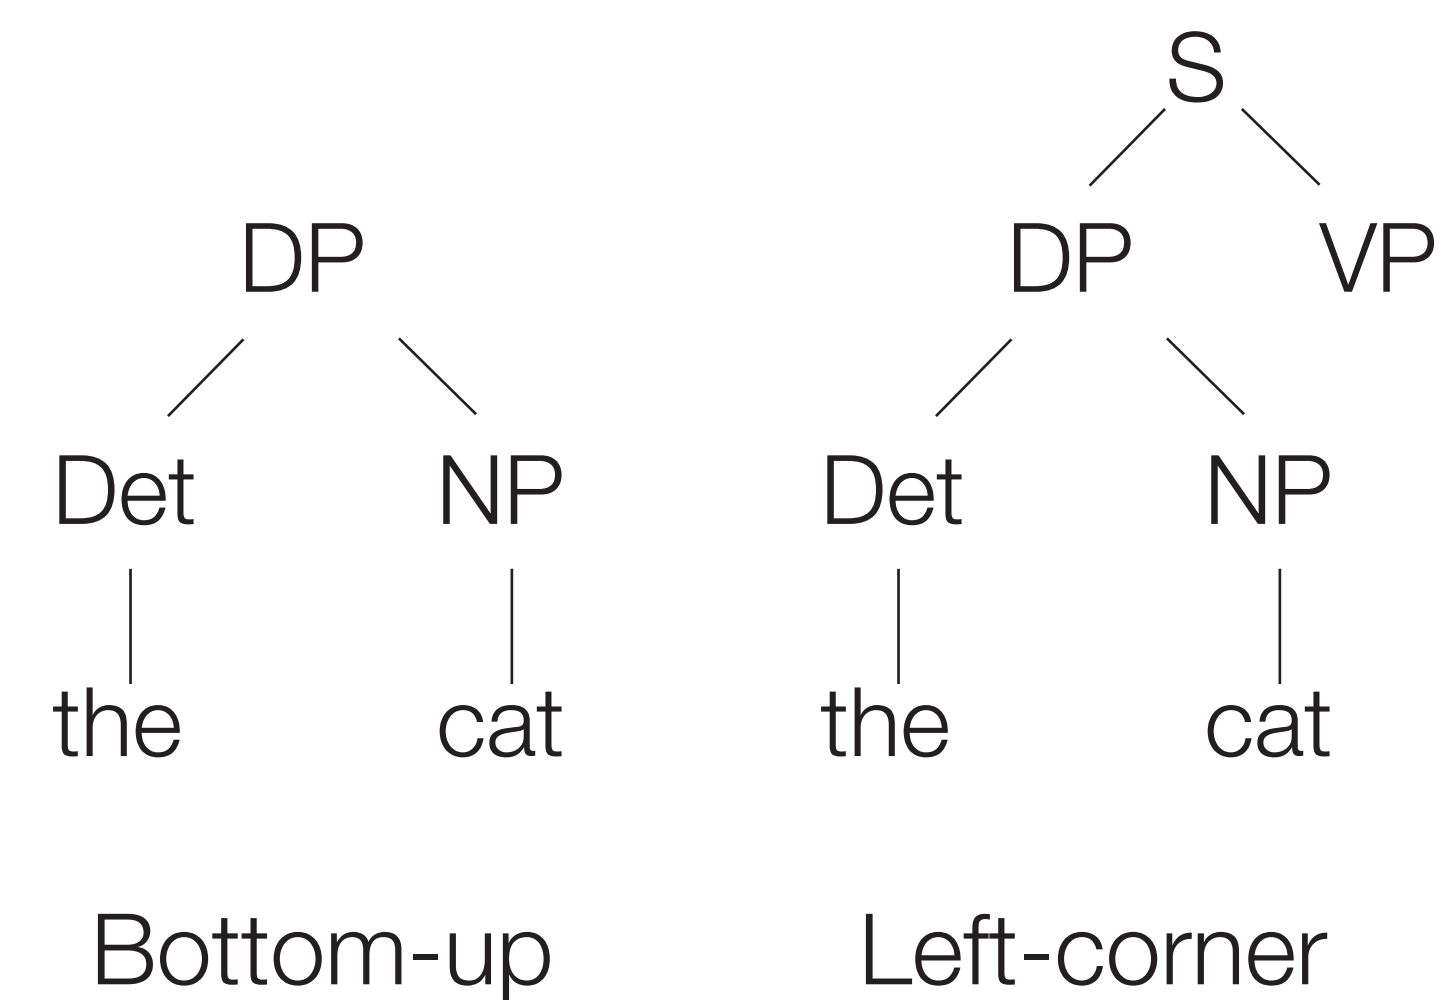 S
DP DP VP
Det NP Det NP
the cat the cat
Bottom-up Left-corner